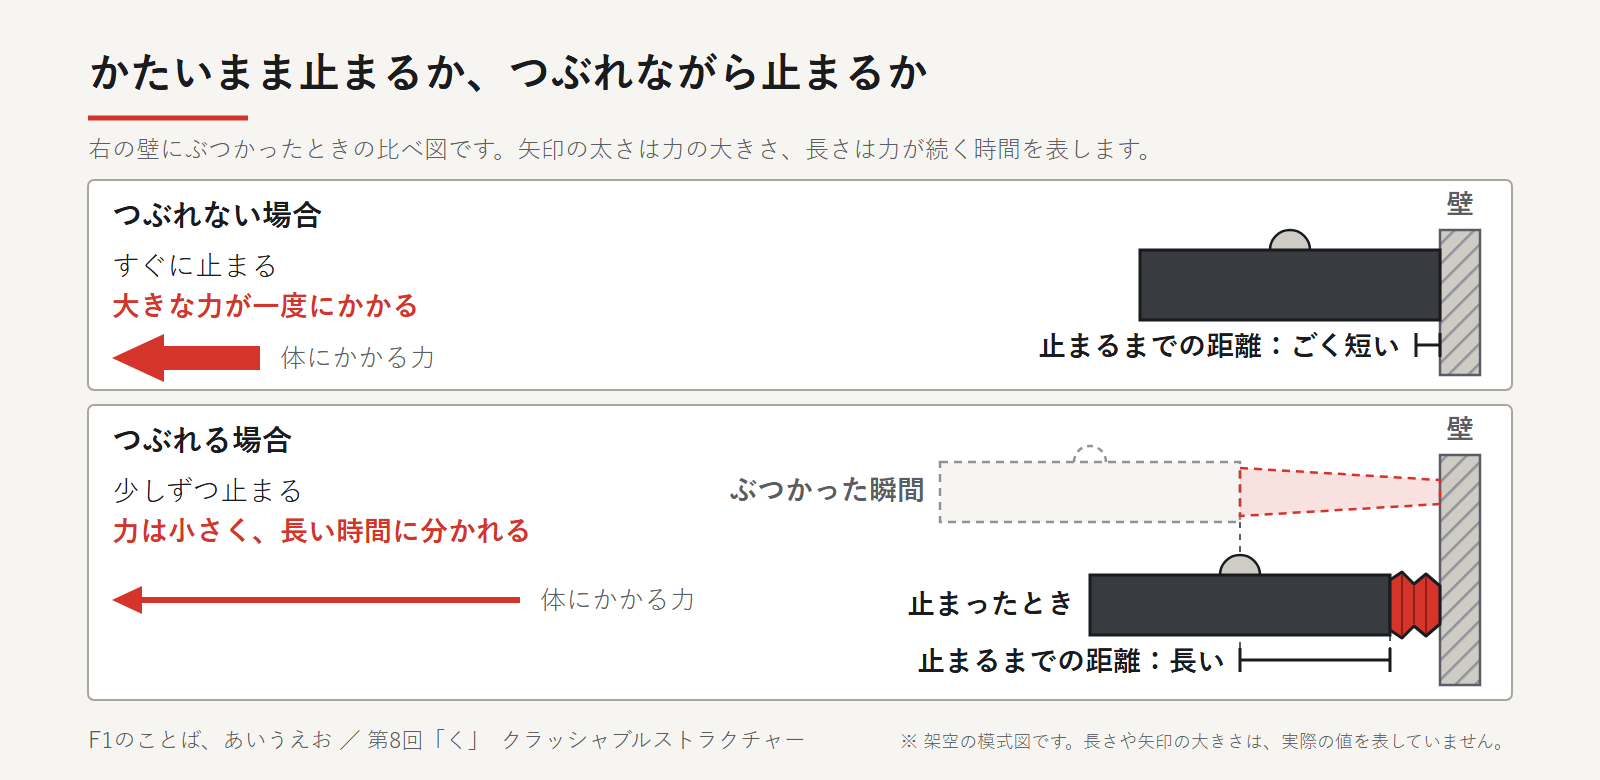 かたいまま止まるか、つぶれながら止まるか
右の壁にぶつかったときの比べ図です。矢印の太さは力の大きさ、長さは力が続く時間を表します。
つぶれない場合
すぐに止まる
大きな力が一度にかかる
体にかかる力
壁
止まるまでの距離：ごく短い
つぶれる場合
少しずつ止まる
力は小さく、長い時間に分かれる
体にかかる力
壁
ぶつかった瞬間
止まったとき
止まるまでの距離：長い
F1のことば、あいうえお ／ 第8回「く」 クラッシャブルストラクチャー
※ 架空の模式図です。長さや矢印の大きさは、実際の値を表していません。